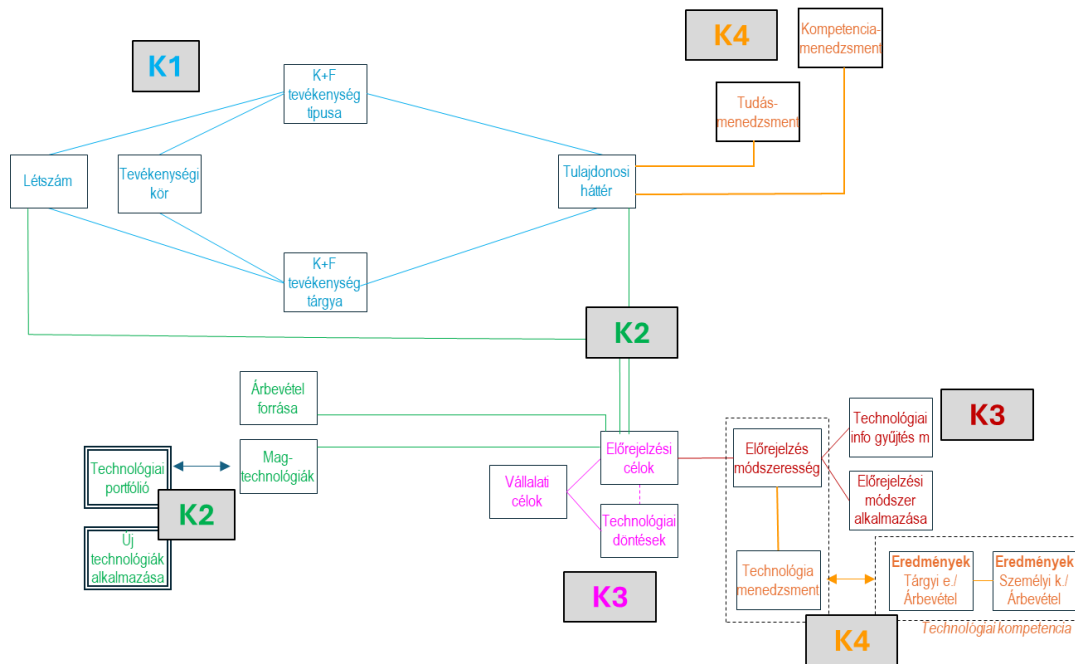 K4
Kompetencia-
menedzsment
K1
K+F
tevékenység
típusa
Tudás-
menedzsment
Létszám
Tevékenységi
kör
Tulajdonosi
háttér
K+F
tevékenység
tárgya
K2
Árbevétel
forrása
Technológiai
info gyűjtés m
K3
Előrejelzési
célok
Előrejelzés
módszeresség
Technológiai
portfólió
Mag-
technológiák
Vállalati
célok
Előrejelzési
módszer
alkalmazása
K2
Technológiai
döntések
Új
technológiák
alkalmazása
Technológia
menedzsment
Eredmények
Tárgyi e./
Árbevétel
Eredmények
Személyi k./
Árbevétel
K3
Technológiai kompetencia
K4